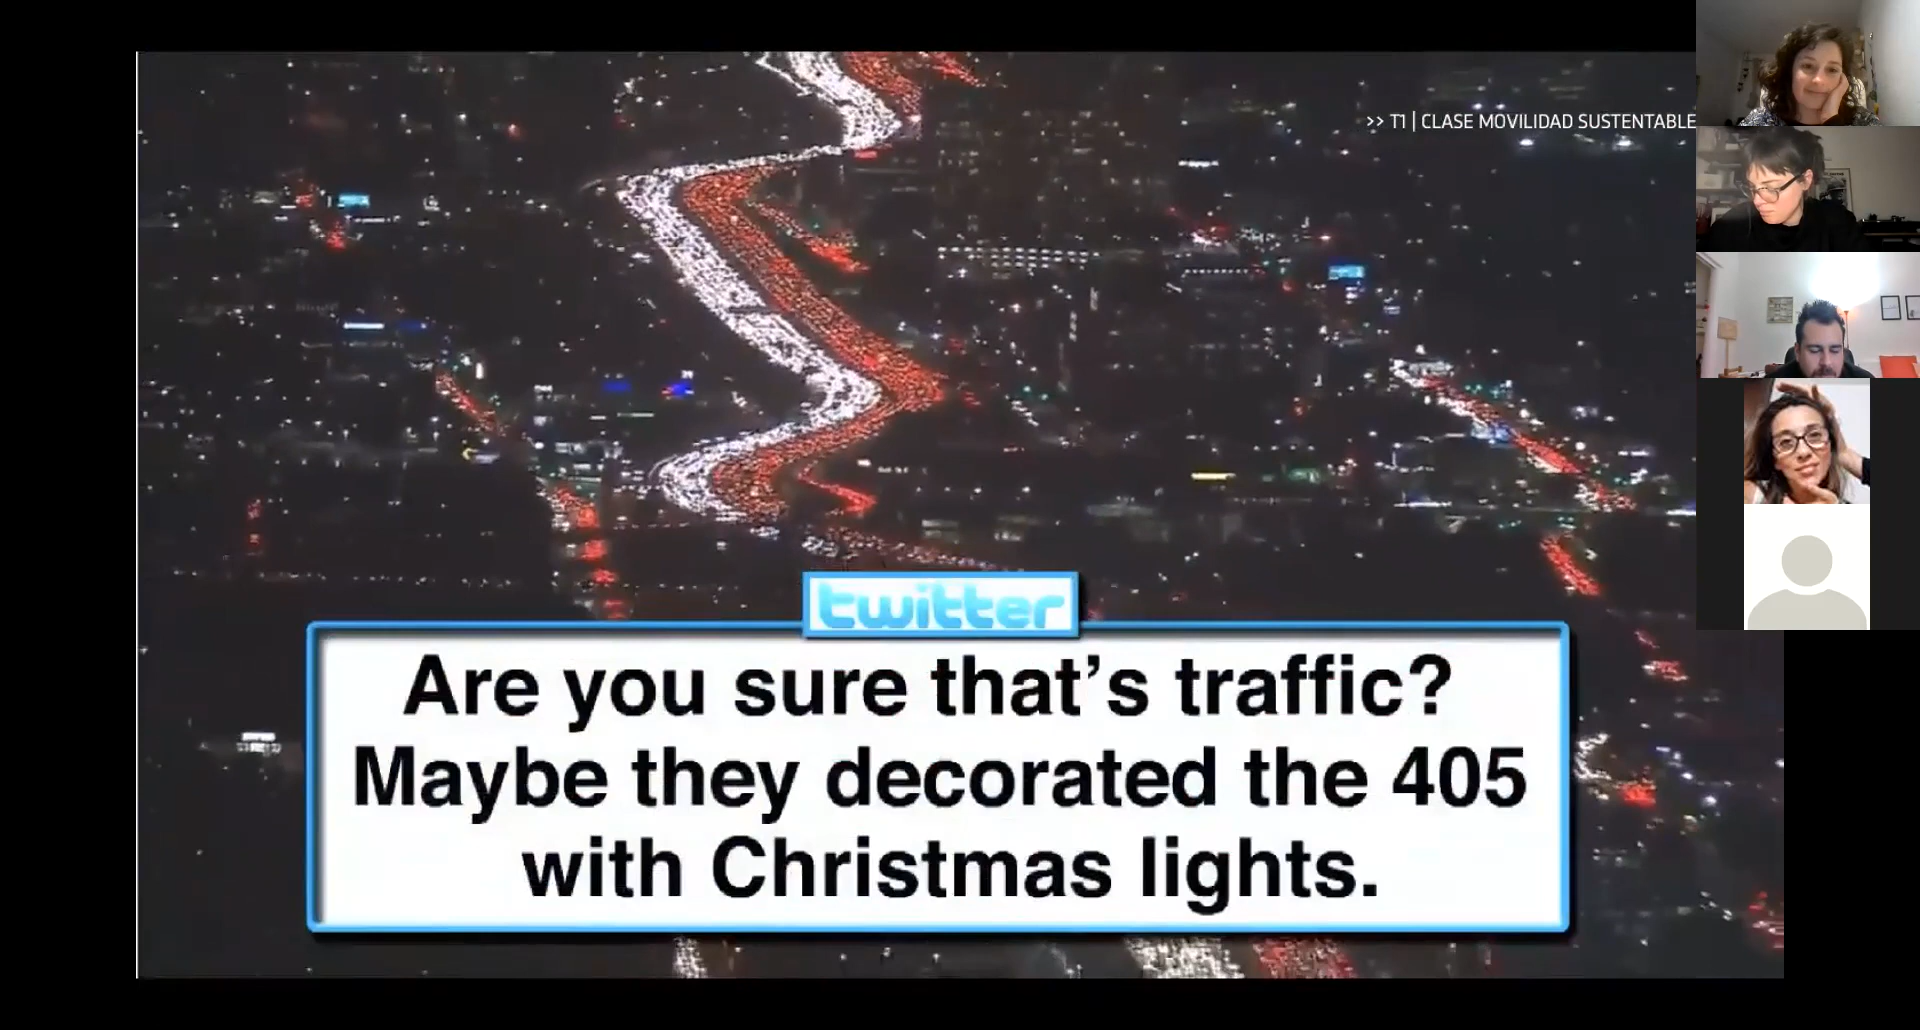 >> T1 | CLASE MOVILIDAD SUSTENTABLE
twitter
Are you sure that's traffic?
Maybe they decorated the 405
with Christmas lights.